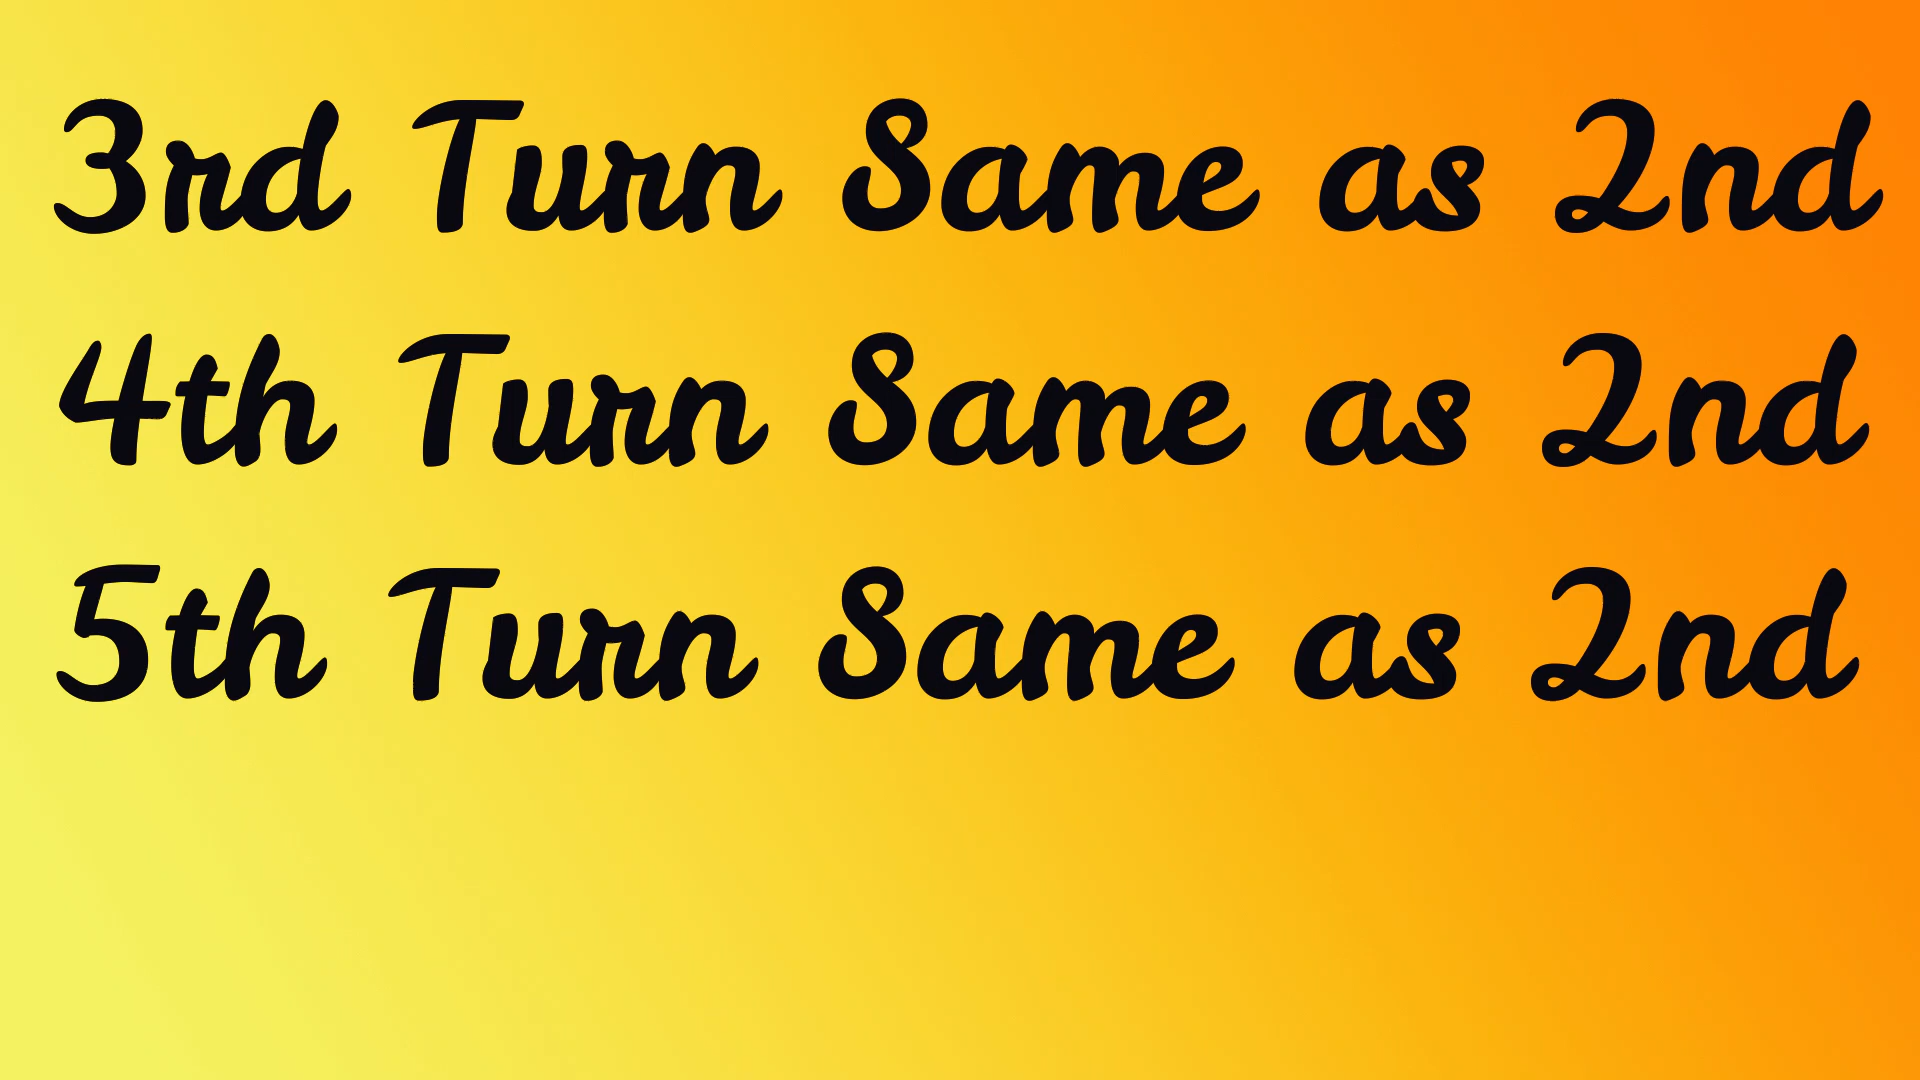 3rd Turn Same as 2nd
4th Turn Same as 2nd
5th Turn Same as 2nd